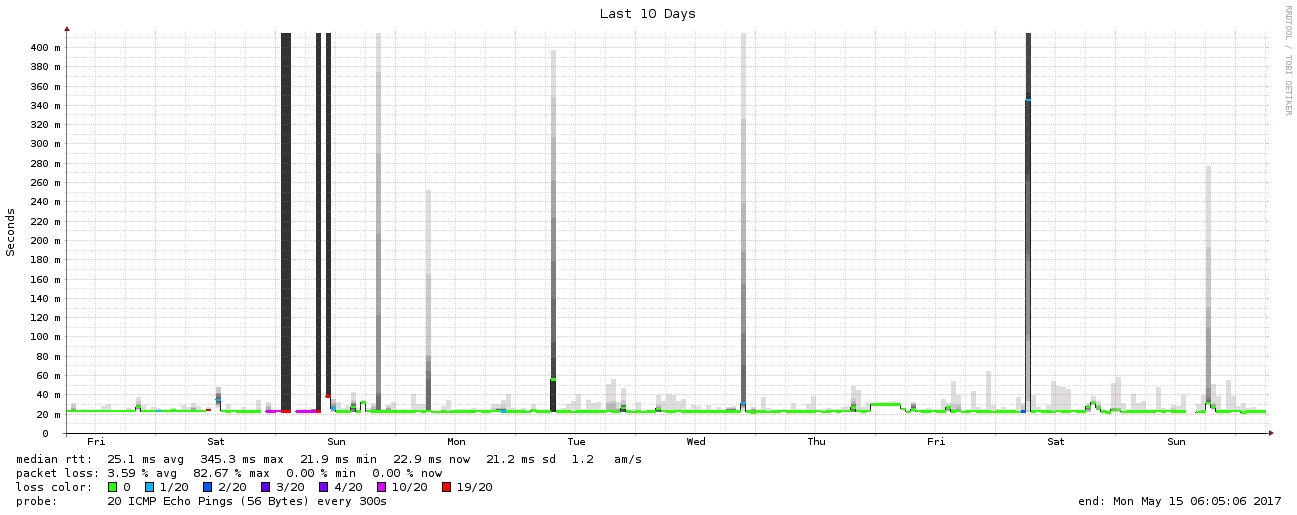 Last 10 Days
RRDTOOL / TOBI OETIKER
Seconds
400 m
380 m
360 m
340 m
320 m
300 m
280 m
260 m
240 m
220 m
200 m
180 m
160 m
140 m
120 m
100 m
80 m
60 m
40 m
20 m
0
Fri Sat Sun Mon Tue Wed Thu Fri Sat Sun
median rtt: 25.1 ms avg 345.3 ms max 21.9 ms min 22.9 ms now 21.2 ms sd 1.2 am/s
packet loss: 3.59 % avg 82.67 % max 0.00 % min 0.00 % now
loss color: 0 1/20 2/20 3/20 4/20 10/20 19/20
probe: 20 ICMP Echo Pings (56 Bytes) every 300s end: Mon May 15 06:05:06 2017